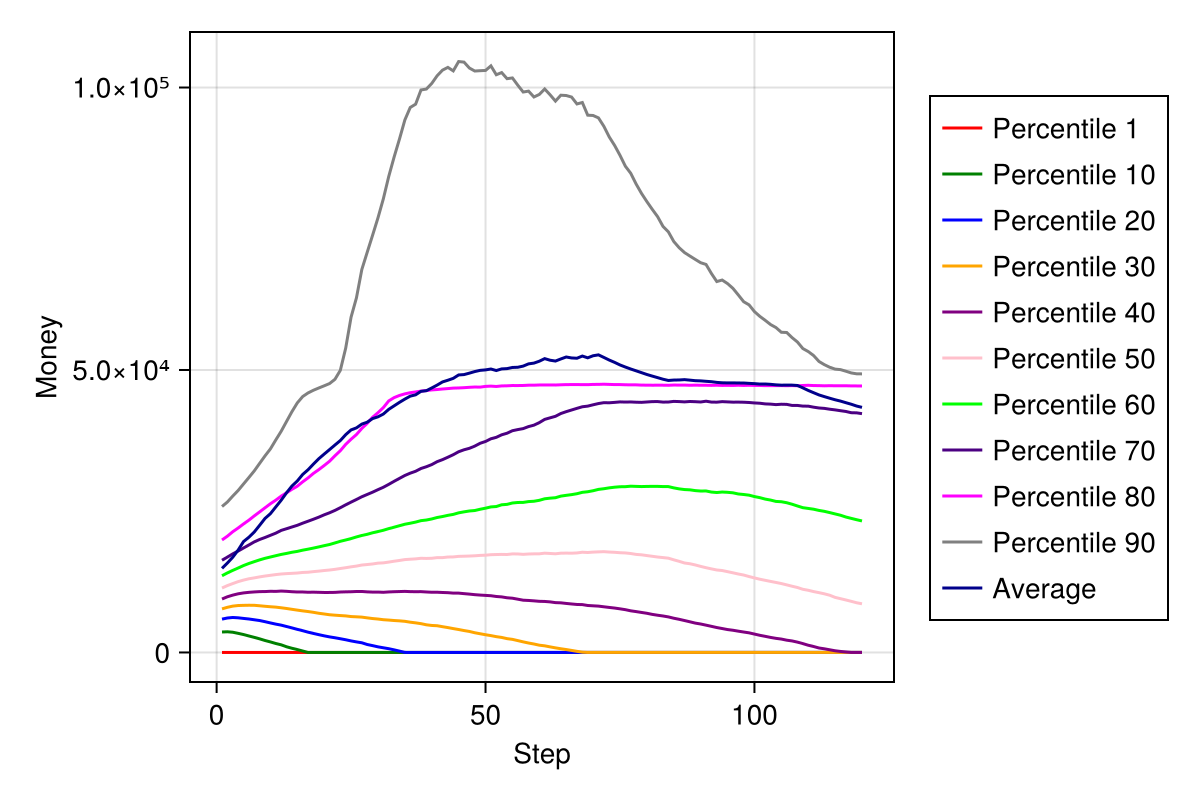 1.0×10⁵
5.0×10⁴
0
Money
0 50 100
Step
Percentile 1
Percentile 10
Percentile 20
Percentile 30
Percentile 40
Percentile 50
Percentile 60
Percentile 70
Percentile 80
Percentile 90
Average